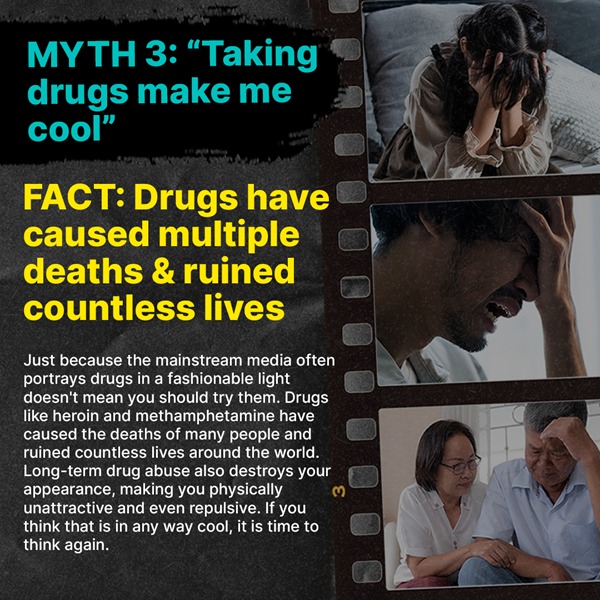 MYTH 3: “Taking
drugs make me
cool”
FACT: Drugs have
caused multiple
deaths & ruined
countless lives
Just because the mainstream media often
portrays drugs in a fashionable light
doesn't mean you should try them. Drugs
like heroin and methamphetamine have
caused the deaths of many people and
ruined countless lives around the world.
Long-term drug abuse also destroys your
appearance, making you physically
unattractive and even repulsive. If you
think that is in any way cool, it is time to
think again.
3